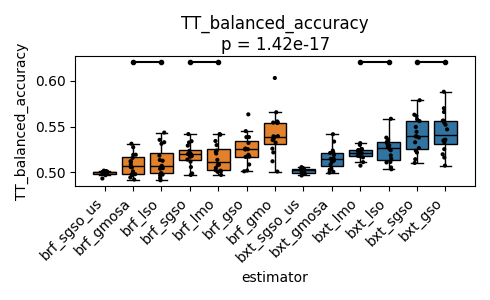 TT_balanced_accuracy
p = 1.42e-17
TT_balanced_accuracy
0.60
0.55
0.50
brf_sgso_us
brf_gmosa
brf_lso
brf_sgso
brf_lmo
brf_gso
brf_gmo
bxt_sgso_us
bxt_gmosa
bxt_lmo
bxt_lso
bxt_sgso
bxt_gso
estimator